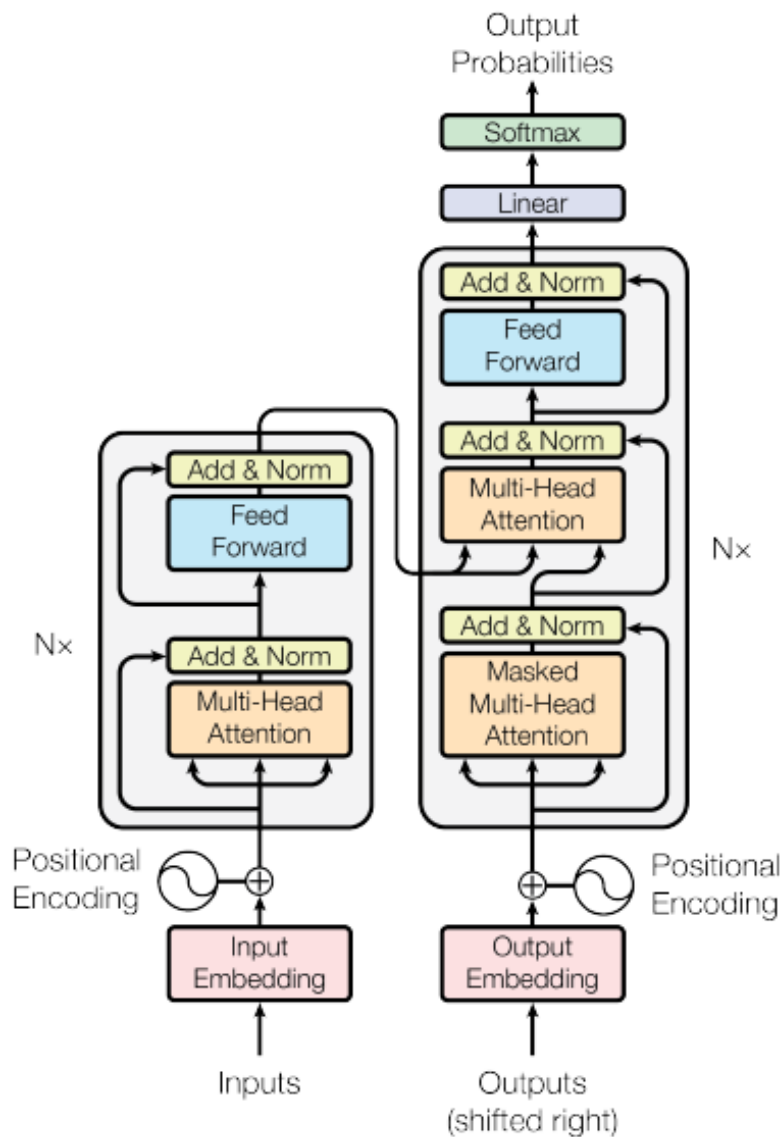 Output
Probabilities
Softmax
Linear
Add & Norm
Feed
Forward
Add & Norm
Multi-Head
Attention
Add & Norm
Masked
Multi-Head
Attention
N×
Add & Norm
Feed
Forward
Add & Norm
Multi-Head
Attention
N×
Positional
Encoding
Positional
Encoding
Input
Embedding
Output
Embedding
Inputs
Outputs
(shifted right)